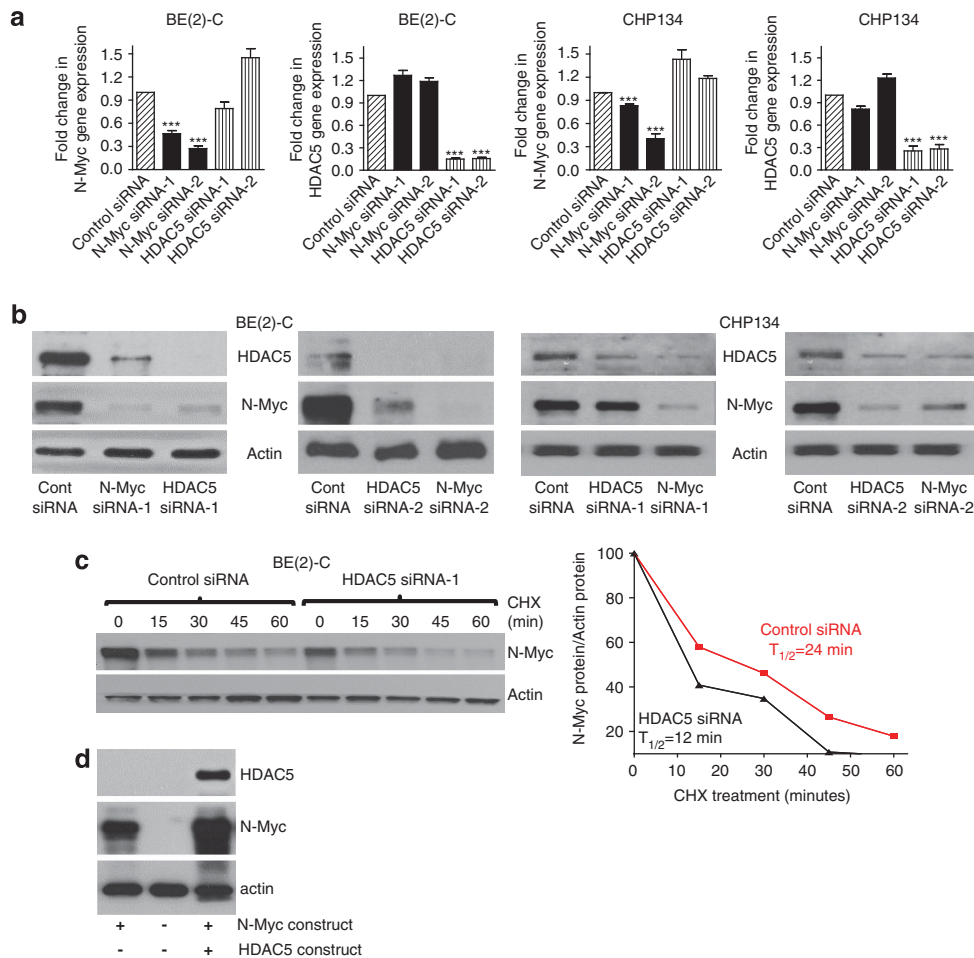 a
BE(2)-C
BE(2)-C
CHP134
CHP134
Fold change in
N-Myc gene expression
1.5
1.2
0.9
0.6
0.3
0.0
***
***
Control siRNA
N-Myc siRNA-1
N-Myc siRNA-2
HDAC5 siRNA-1
HDAC5 siRNA-2
Fold change in
HDAC5 gene expression
1.5
1.2
0.9
0.6
0.3
0.0
***
***
Control siRNA
N-Myc siRNA-1
N-Myc siRNA-2
HDAC5 siRNA-1
HDAC5 siRNA-2
Fold change in
N-Myc gene expression
1.5
1.2
0.9
0.6
0.3
0.0
***
***
Control siRNA
N-Myc siRNA-1
N-Myc siRNA-2
HDAC5 siRNA-1
HDAC5 siRNA-2
Fold change in
HDAC5 gene expression
1.5
1.2
0.9
0.6
0.3
0.0
***
***
Control siRNA
N-Myc siRNA-1
N-Myc siRNA-2
HDAC5 siRNA-1
HDAC5 siRNA-2
b
BE(2)-C
CHP134
HDAC5
N-Myc
Actin
HDAC5
N-Myc
Actin
Cont siRNA
N-Myc siRNA-1
HDAC5 siRNA-1
Cont siRNA
HDAC5 siRNA-2
N-Myc siRNA-2
Cont siRNA
HDAC5 siRNA-1
N-Myc siRNA-1
Cont siRNA
HDAC5 siRNA-2
N-Myc siRNA-2
c
BE(2)-C
Control siRNA
HDAC5 siRNA-1
CHX
(min)
0 15 30 45 60 0 15 30 45 60
N-Myc
Actin
N-Myc protein/Actin protein
100
80
60
40
20
Control siRNA
T1/2=24 min
HDAC5 siRNA
T1/2=12 min
0 10 20 30 40 50 60
CHX treatment (minutes)
d
HDAC5
N-Myc
actin
+ - + N-Myc construct
- - + HDAC5 construct